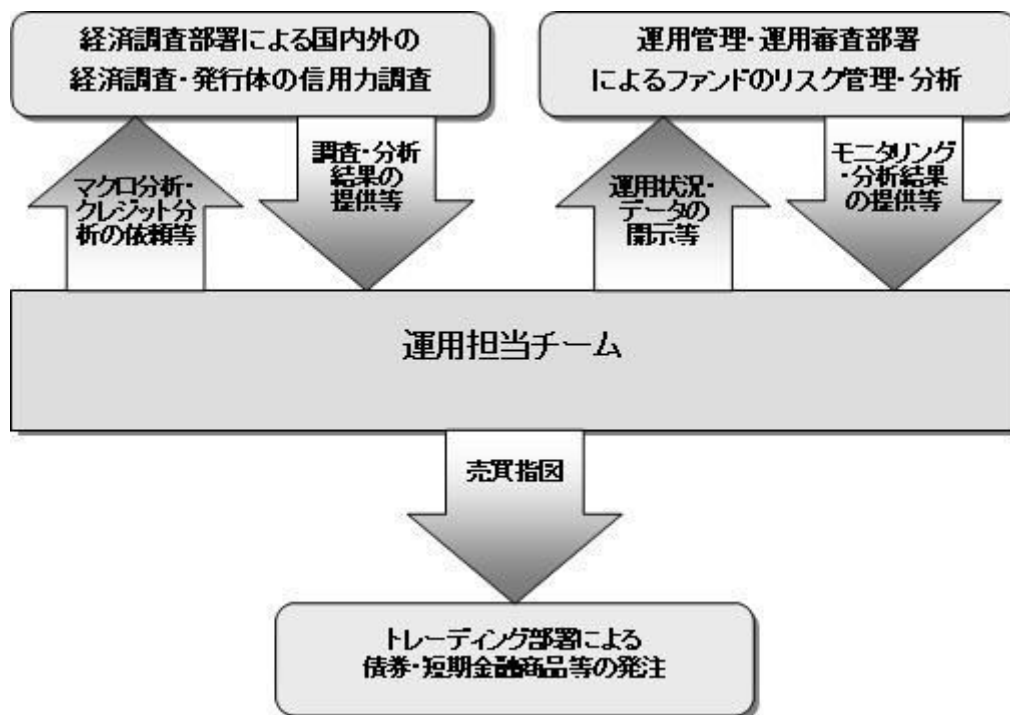 経済調査部署による国内外の
経済調査・発行体の信用力調査
運用管理・運用審査部署
によるファンドのリスク管理・分析
マクロ分析・
クレジット分
析の依頼等
調査・分析
結果の
提供等
運用状況・
データの
開示等
モニタリング
・分析結果
の提供等
運用担当チーム
売買指図
トレーディング部署による
債券・短期金融商品等の発注